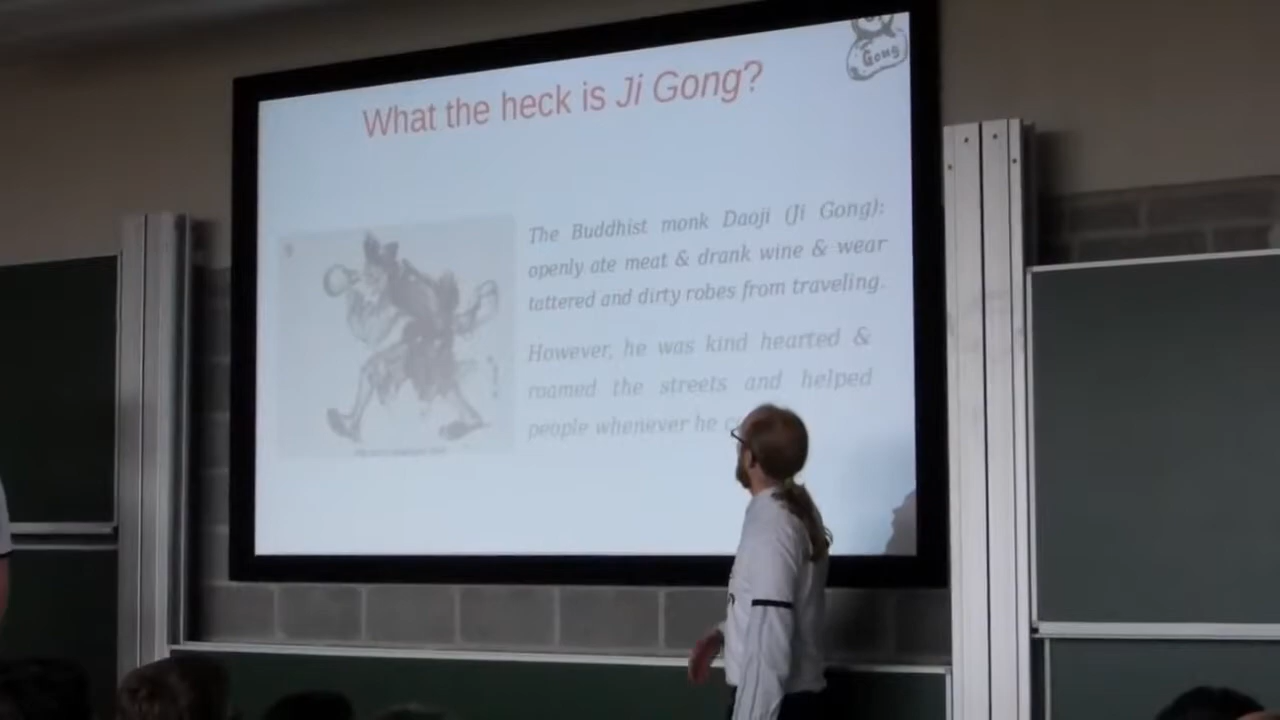 Gong
What the heck is Ji Gong?
The Buddhist monk Daoji (Ji Gong):
openly ate meat & drank wine & wear
tattered and dirty robes from traveling.
However, he was kind hearted &
roamed the streets and helped
people whenever he